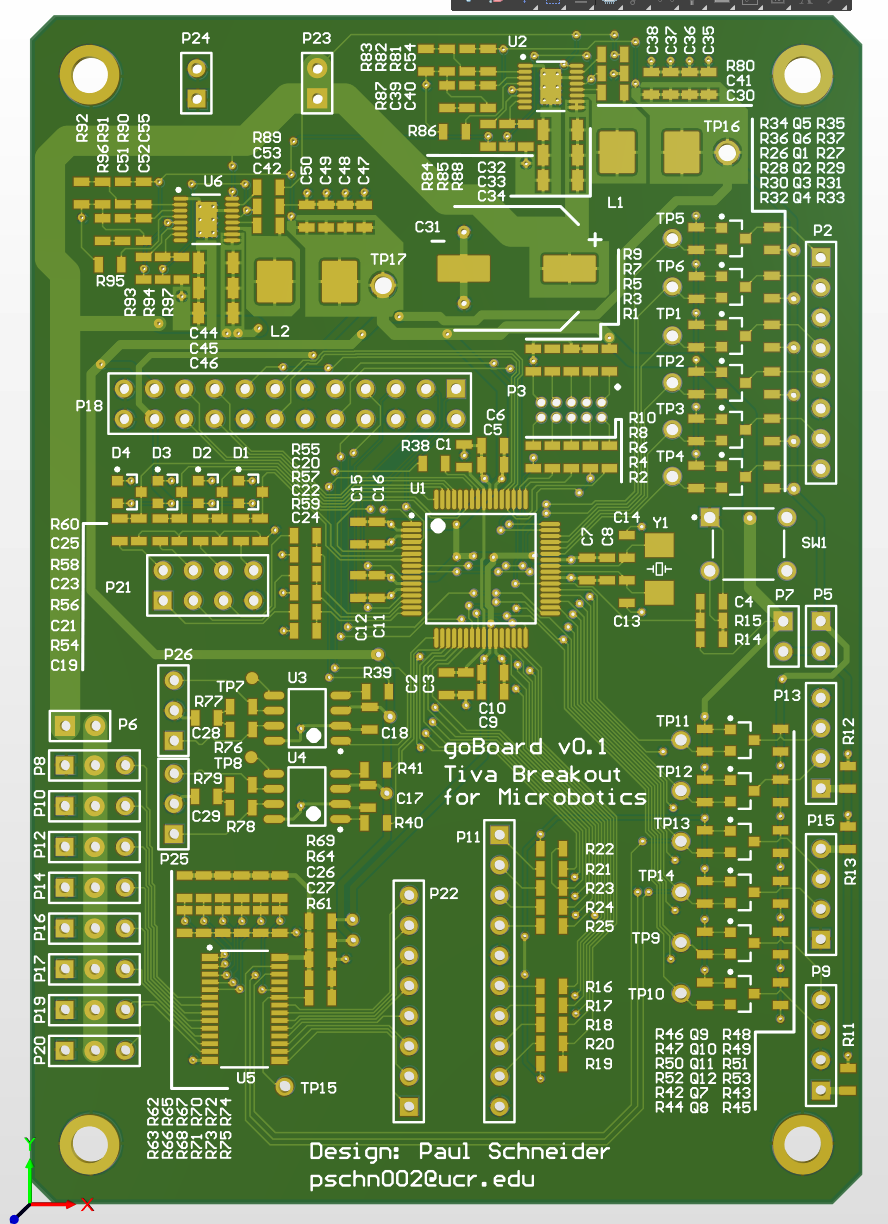 P24
P23
R83
R82
R81
C54
U2
C38
C37
C36
C35
R80
C41
C30
R87
C39
C40
R86
R92
R96
R91
C51
R90
C52
C55
R89
C53
C42
C50
C49
C48
C47
U6
R84
R85
R88
C32
C33
C34
TP16
R34 Q5 R35
R36 Q6 R37
R26 Q1 R27
R28 Q2 R29
R30 Q3 R31
R32 Q4 R33
L1
TP5
P2
C31
+
R9
R7
R5
R3
R1
TP17
TP6
R95
R93
R94
R97
TP1
C44
C45
C46
L2
TP2
P3
P18
TP3
R10
R8
R6
R4
R2
C6
C5
R38
C1
TP4
D4
D3
D2
D1
R55
C20
R57
C22
R59
C24
C15
C16
U1
R60
C25
R58
C23
R56
C21
R54
C19
C14
Y1
C7
C8
SW1
P21
C12
C11
C13
C4
R15
R14
P7
P5
P26
TP7
R77
U3
R39
C2
C3
C10
C9
P13
P6
C28
R76
C18
TP11
R12
TP8
U4
goBoard v0.1
Tiva Breakout
for Microbotics
P8
R79
R41
TP12
P10
C29
R78
C17
R40
TP13
P15
P12
P25
R69
R64
C26
C27
R61
P11
R22
R21
R23
R24
R25
TP14
R13
P14
P22
P16
TP9
P17
P9
TP10
R16
R17
R18
R20
R19
P19
R11
P20
R46 Q9 R48
R47 Q10 R49
R50 Q11 R51
R52 Q12 R53
R42 Q7 R43
R44 Q8 R45
U5
TP15
R63 R62
R66 R65
R68 R67
R71 R70
R73 R72
R75 R74
Design: Paul Schneider
pschn002@ucr.edu
Y
X